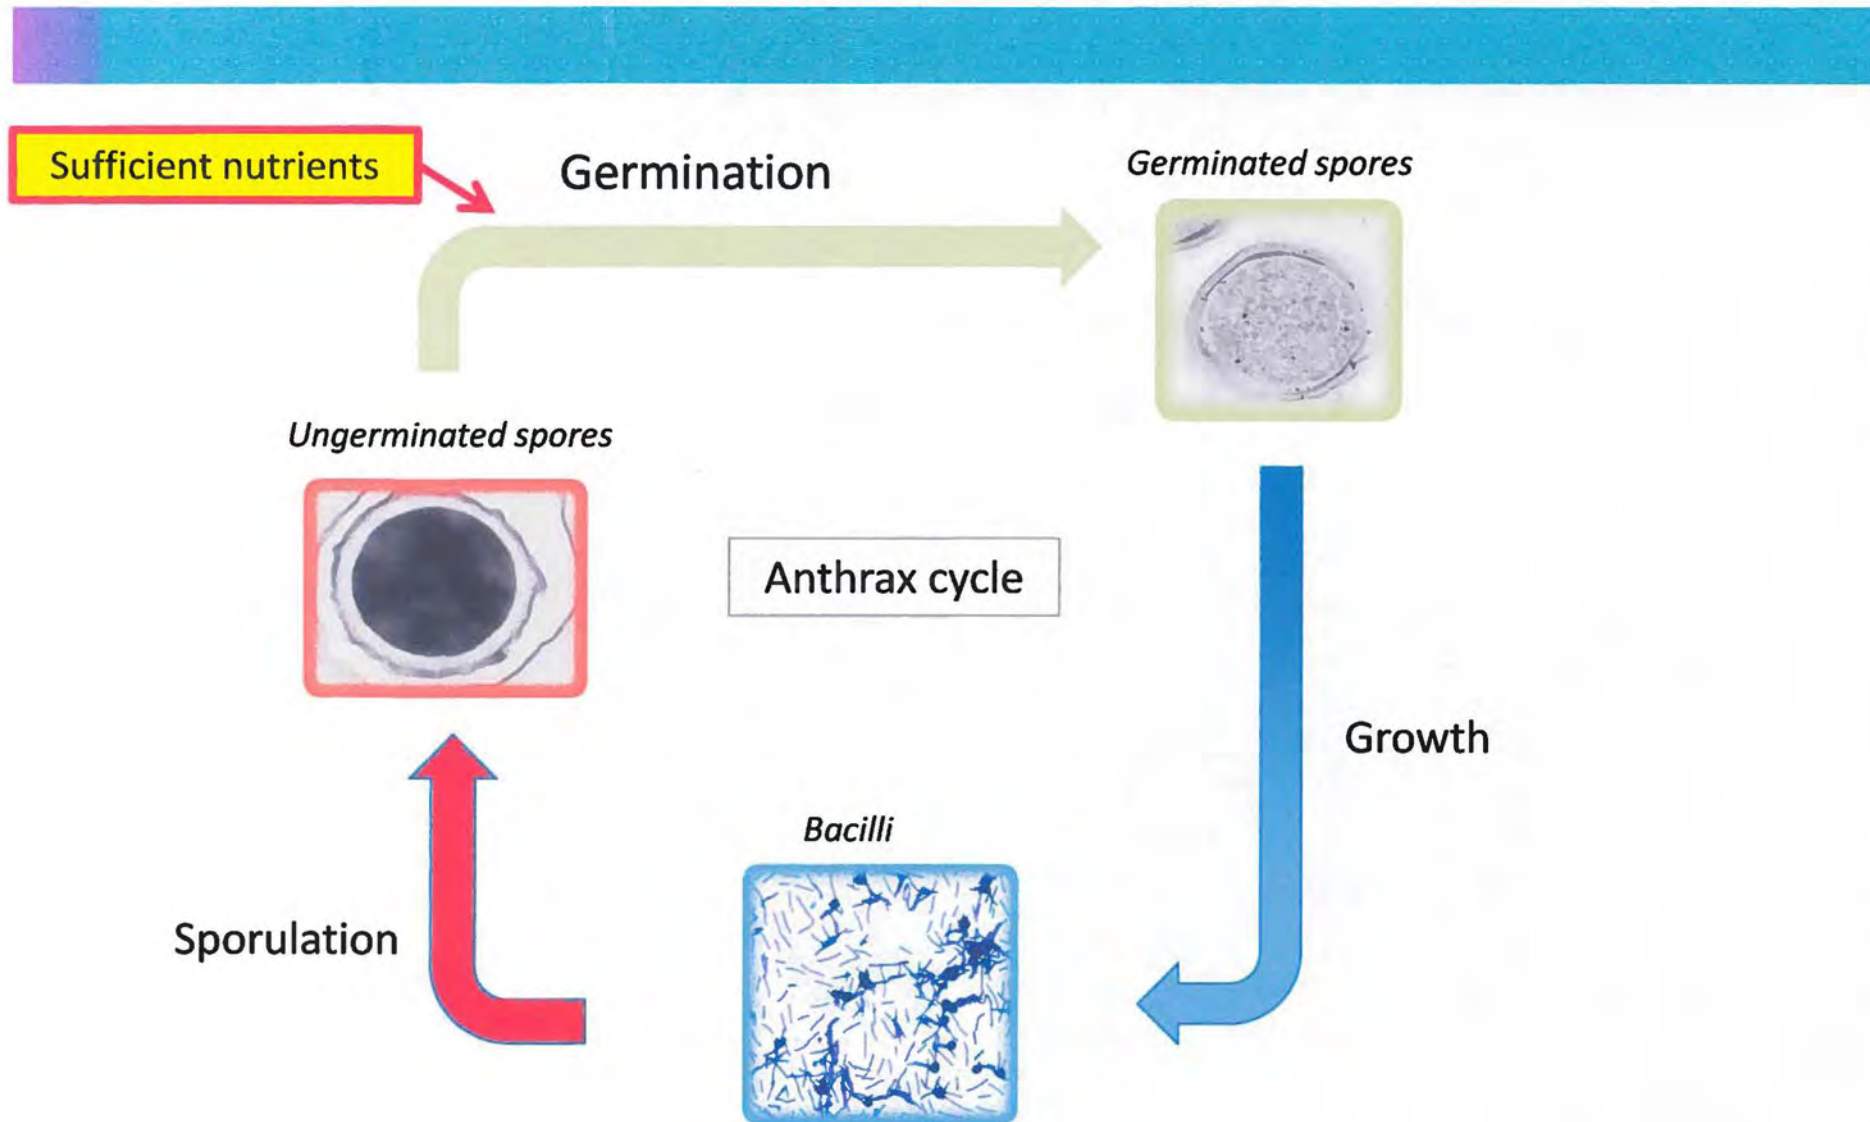 Sufficient nutrients
Germination
Germinated spores
Ungerminated spores
Anthrax cycle
Growth
Bacilli
Sporulation